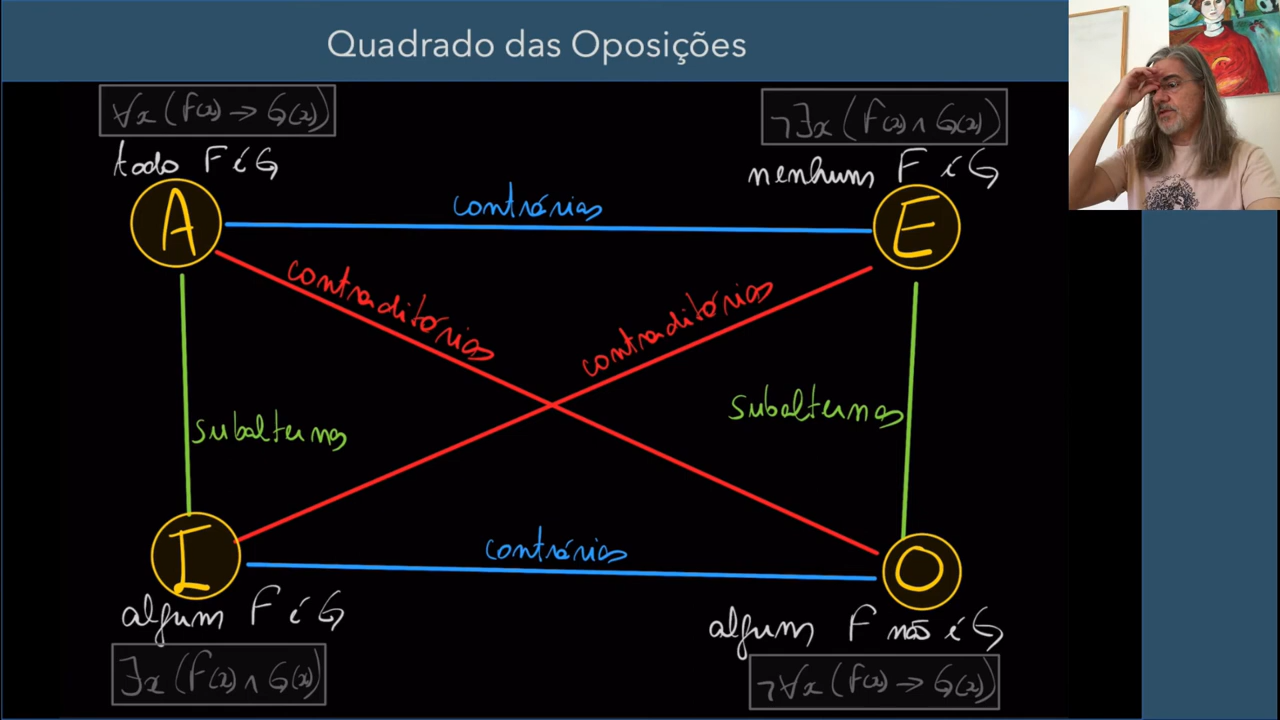 Quadrado das Oposições
∀x (F(x) → G(x))
¬∃x (F(x) ∧ G(x))
todo F é G
nenhum F é G
A
contrárias
E
contraditórias
contraditórias
subalternas
subalternas
I
contrárias
O
algum F é G
algum F não é G
∃x (F(x) ∧ G(x))
¬∀x (F(x) → G(x))